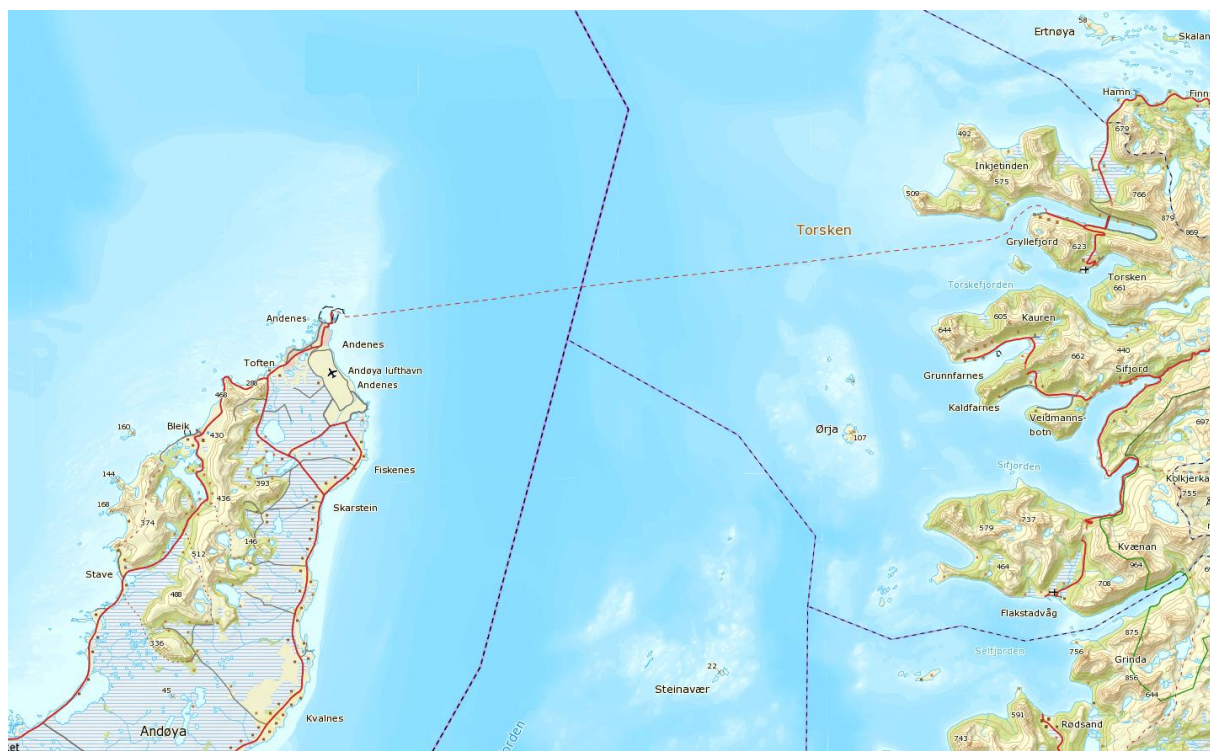 58
Ertnøya
Skalan
Hamn
Finn
679
492
Inkjetinden
575
509
766
879
869
Torsken
Gryllefjord
623
Torsken
661
Torskefjorden
605
Kauren
644
662
440
Sifjord
Grunnfarnes
Kaldfarnes
Veidmanns-
botn
Andenes
Andenes
Toften
Andøya lufthavn
Andenes
286
468
160
Bleik
430
Ørja
107
697
Fiskenes
144
393
Sifjorden
Kolkjerka
755
168
436
Skarstein
374
579
737
512
146
Kvænan
Stave
464
964
708
488
Flakstadvåg
336
875
Selfjorden
756
Grinda
22
856
Steinavær
644
45
Kvalnes
591
Rødsand
Andøya
743
jorden
ket